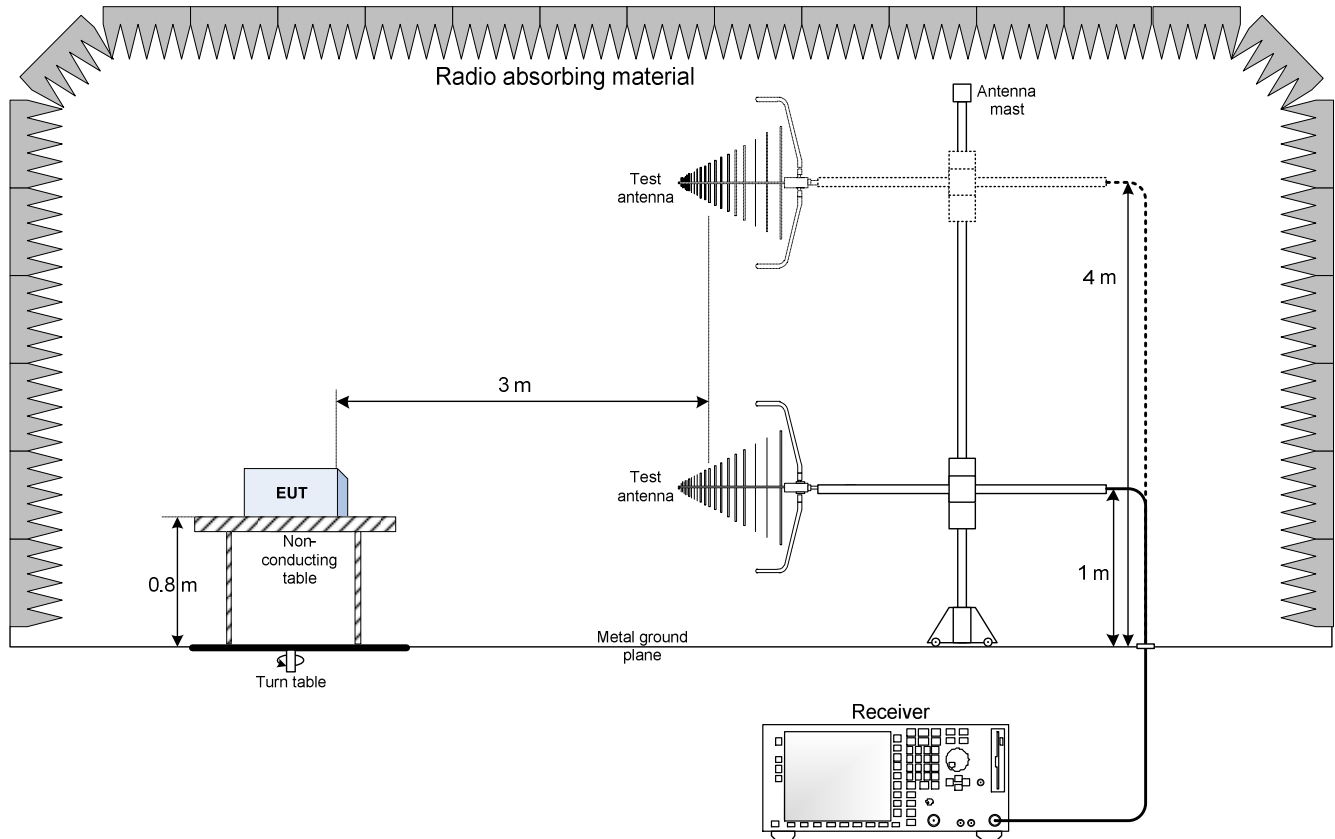 Radio absorbing material
Antenna
mast
Test
antenna
4 m
3 m
Test
antenna
EUT
Non-
conducting
table
0.8 m
1 m
Metal ground
plane
Turn table
Receiver